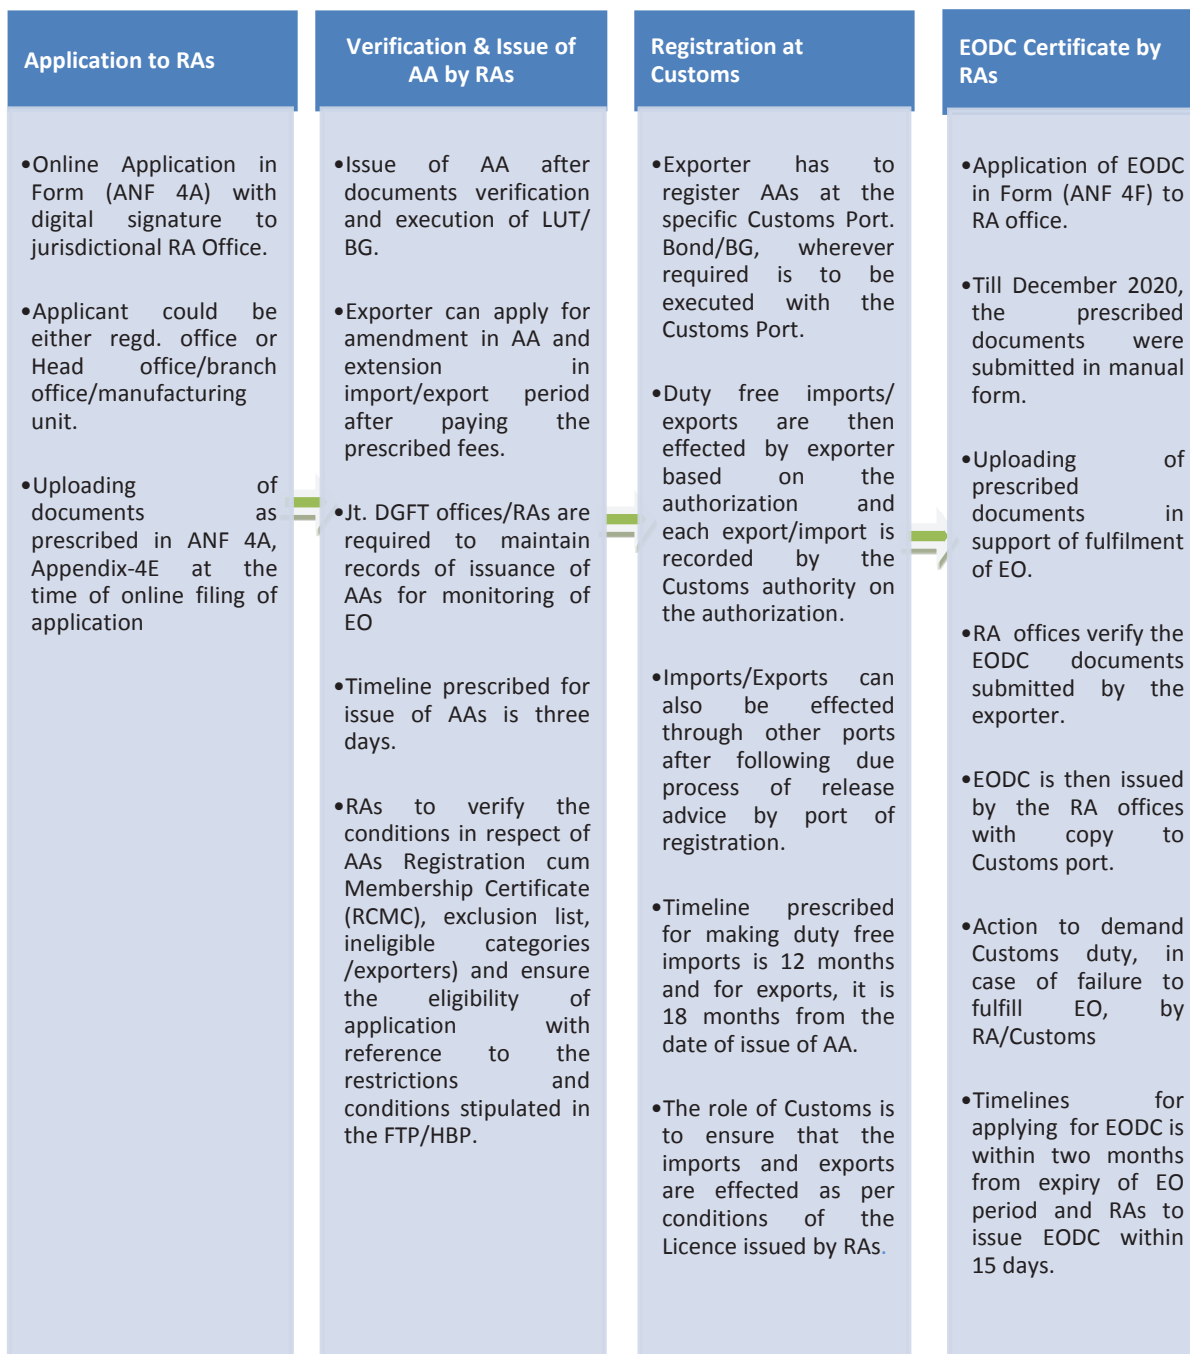 Application to RAs
•Online Application in
Form (ANF 4A) with
digital signature to
jurisdictional RA Office.
•Applicant could be
either regd. office or
Head office/branch
office/manufacturing
unit.
•Uploading of
documents as
prescribed in ANF 4A,
Appendix-4E at the
time of online filing of
application
Verification & Issue of
AA by RAs
•Issue of AA after
documents verification
and execution of LUT/
BG.
•Exporter can apply for
amendment in AA and
extension in
import/export period
after paying the
prescribed fees.
•Jt. DGFT offices/RAs are
required to maintain
records of issuance of
AAs for monitoring of
EO
•Timeline prescribed for
issue of AAs is three
days.
•RAs to verify the
conditions in respect of
AAs Registration cum
Membership Certificate
(RCMC), exclusion list,
ineligible categories
/exporters) and ensure
the eligibility of
application with
reference to the
restrictions and
conditions stipulated in
the FTP/HBP.
Registration at
Customs
•Exporter has to
register AAs at the
specific Customs Port.
Bond/BG, wherever
required is to be
executed with the
Customs Port.
•Duty free imports/
exports are then
effected by exporter
based on the
authorization and
each export/import is
recorded by the
Customs authority on
the authorization.
•Imports/Exports can
also be effected
through other ports
after following due
process of release
advice by port of
registration.
•Timeline prescribed
for making duty free
imports is 12 months
and for exports, it is
18 months from the
date of issue of AA.
•The role of Customs is
to ensure that the
imports and exports
are effected as per
conditions of the
Licence issued by RAs.
EODC Certificate by
RAs
•Application of EODC
in Form (ANF 4F) to
RA office.
•Till December 2020,
the prescribed
documents were
submitted in manual
form.
•Uploading of
prescribed
documents in
support of fulfilment
of EO.
•RA offices verify the
EODC documents
submitted by the
exporter.
•EODC is then issued
by the RA offices
with copy to
Customs port.
•Action to demand
Customs duty, in
case of failure to
fulfill EO, by
RA/Customs
•Timelines for
applying for EODC is
within two months
from expiry of EO
period and RAs to
issue EODC within
15 days.